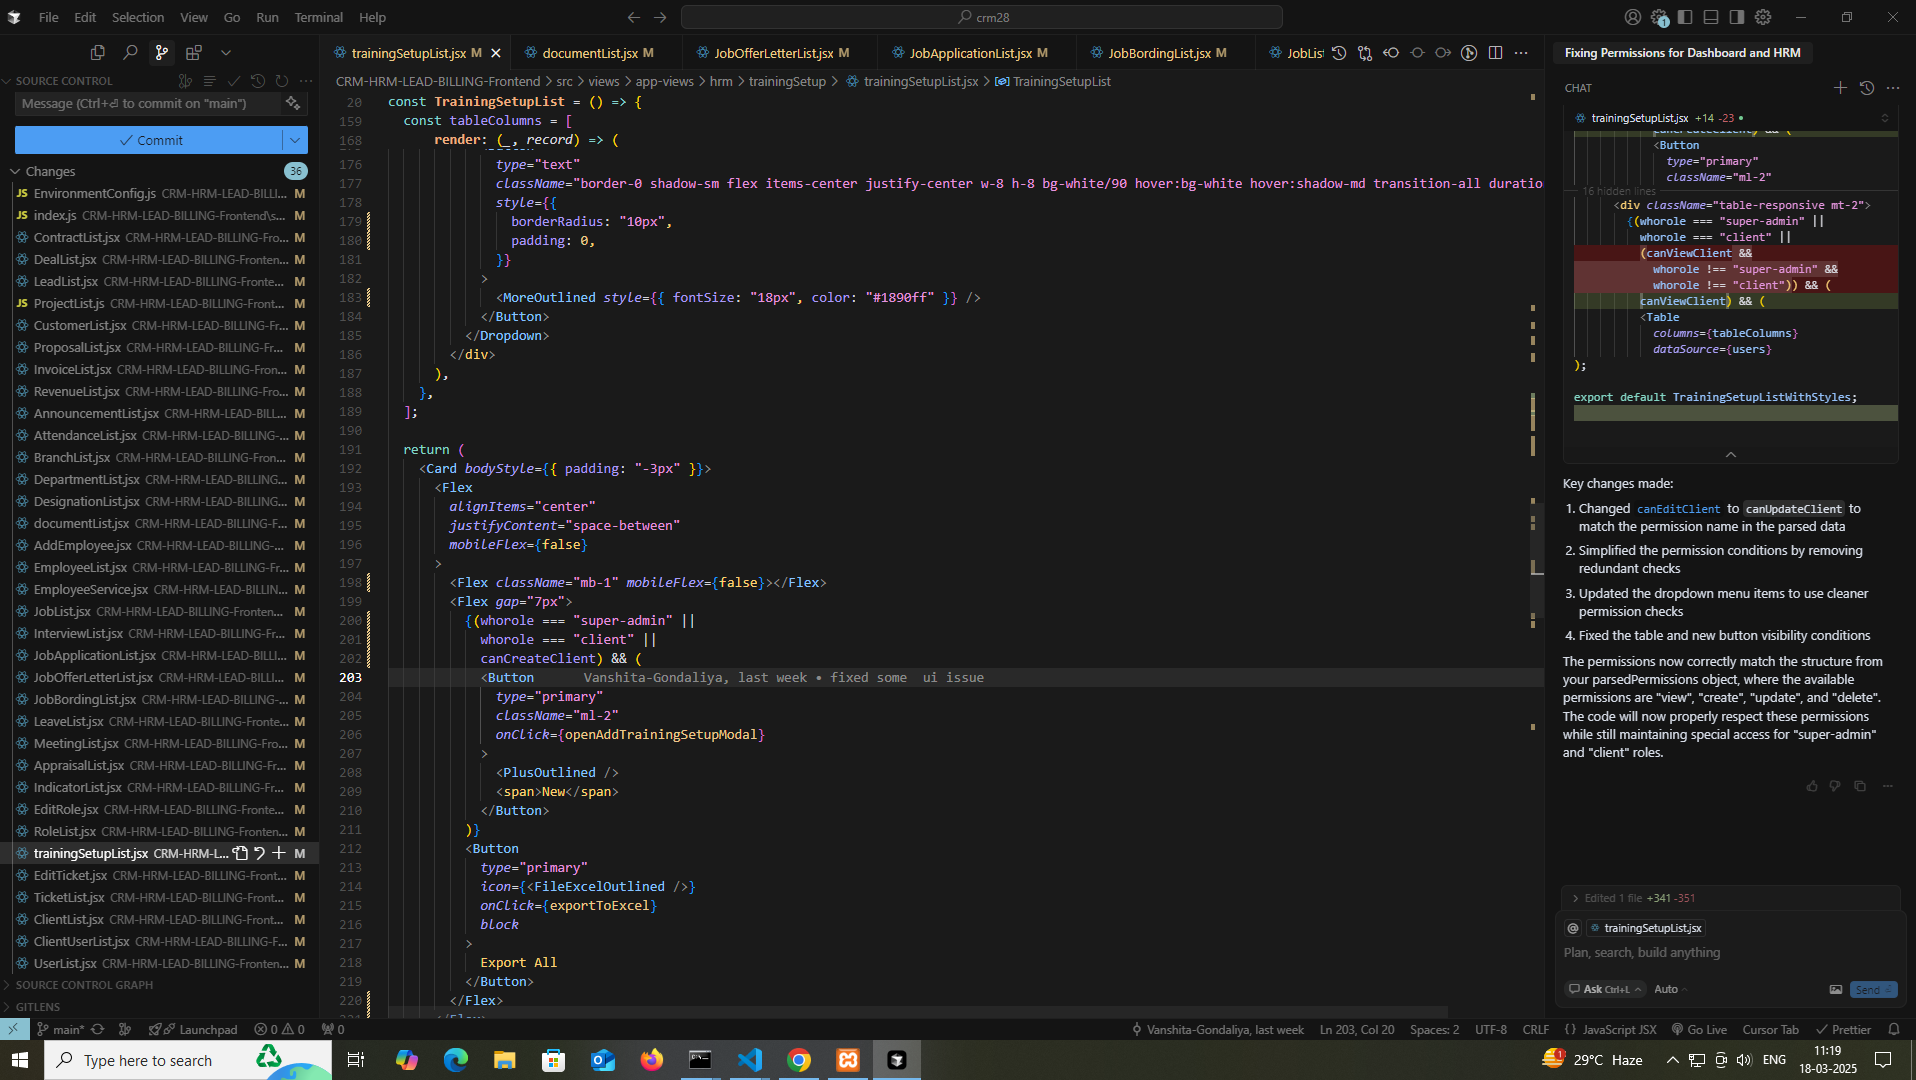 File Edit Selection View Go Run Terminal Help
crm28
SOURCE CONTROL
Message (Ctrl+⏎ to commit on "main")
Commit
Changes 36
JS EnvironmentConfig.js CRM-HRM-LEAD-BILLI... M
JS index.js CRM-HRM-LEAD-BILLING-Frontend\s... M
ContractList.jsx CRM-HRM-LEAD-BILLING-Fro... M
DealList.jsx CRM-HRM-LEAD-BILLING-Fronten... M
LeadList.jsx CRM-HRM-LEAD-BILLING-Fronte... M
JS ProjectList.js CRM-HRM-LEAD-BILLING-Fron... M
CustomerList.jsx CRM-HRM-LEAD-BILLING-Fr... M
ProposalList.jsx CRM-HRM-LEAD-BILLING-Fr... M
InvoiceList.jsx CRM-HRM-LEAD-BILLING-Fron... M
RevenueList.jsx CRM-HRM-LEAD-BILLING-Fro... M
AnnouncementList.jsx CRM-HRM-LEAD-BILL... M
AttendanceList.jsx CRM-HRM-LEAD-BILLING-... M
BranchList.jsx CRM-HRM-LEAD-BILLING-Fron... M
DepartmentList.jsx CRM-HRM-LEAD-BILLING... M
DesignationList.jsx CRM-HRM-LEAD-BILLING... M
documentList.jsx CRM-HRM-LEAD-BILLING-Fr... M
AddEmployee.jsx CRM-HRM-LEAD-BILLING-... M
EmployeeList.jsx CRM-HRM-LEAD-BILLING-Fr... M
EmployeeService.jsx CRM-HRM-LEAD-BILLING... M
JobList.jsx CRM-HRM-LEAD-BILLING-Fronten... M
InterviewList.jsx CRM-HRM-LEAD-BILLING-Fr... M
JobApplicationList.jsx CRM-HRM-LEAD-BILLI... M
JobOfferLetterList.jsx CRM-HRM-LEAD-BILLI... M
JobBordingList.jsx CRM-HRM-LEAD-BILLING-... M
LeaveList.jsx CRM-HRM-LEAD-BILLING-Front... M
MeetingList.jsx CRM-HRM-LEAD-BILLING-Fro... M
AppraisalList.jsx CRM-HRM-LEAD-BILLING-Fr... M
IndicatorList.jsx CRM-HRM-LEAD-BILLING-Fr... M
EditRole.jsx CRM-HRM-LEAD-BILLING-Fronte... M
RoleList.jsx CRM-HRM-LEAD-BILLING-Fronten... M
trainingSetupList.jsx CRM-HRM-L... M
EditTicket.jsx CRM-HRM-LEAD-BILLING-Front... M
TicketList.jsx CRM-HRM-LEAD-BILLING-Front... M
ClientList.jsx CRM-HRM-LEAD-BILLING-Front... M
ClientUserList.jsx CRM-HRM-LEAD-BILLING-F... M
UserList.jsx CRM-HRM-LEAD-BILLING-Fronten... M
SOURCE CONTROL GRAPH
GITLENS
trainingSetupList.jsx M documentList.jsx M JobOfferLetterList.jsx M JobApplicationList.jsx M JobBordingList.jsx M JobList
CRM-HRM-LEAD-BILLING-Frontend > src > views > app-views > hrm > trainingSetup > trainingSetupList.jsx > TrainingSetupList
20 const TrainingSetupList = () => {
159 const tableColumns = [
168 render: (_, record) => (
176 type="text"
177 className="border-0 shadow-sm flex items-center justify-center w-8 h-8 bg-white/90 hover:bg-white hover:shadow-md transition-all duratio
178 style={{
179 borderRadius: "10px",
180 padding: 0,
181 }}
182 >
183 <MoreOutlined style={{ fontSize: "18px", color: "#1890ff" }} />
184 </Button>
185 </Dropdown>
186 </div>
187 ),
188 },
189 ];
190
191 return (
192 <Card bodyStyle={{ padding: "-3px" }}>
193 <Flex
194 alignItems="center"
195 justifyContent="space-between"
196 mobileFlex={false}
197 >
198 <Flex className="mb-1" mobileFlex={false}></Flex>
199 <Flex gap="7px">
200 {(whorole === "super-admin" ||
201 whorole === "client" ||
202 canCreateClient) && (
203 <Button Vanshita-Gondaliya, last week • fixed some ui issue
204 type="primary"
205 className="ml-2"
206 onClick={openAddTrainingSetupModal}
207 >
208 <PlusOutlined />
209 <span>New</span>
210 </Button>
211 )}
212 <Button
213 type="primary"
214 icon={<FileExcelOutlined />}
215 onClick={exportToExcel}
216 block
217 >
218 Export All
219 </Button>
220 </Flex>
Fixing Permissions for Dashboard and HRM
CHAT
trainingSetupList.jsx +14 -23 •
<Button
type="primary"
className="ml-2"
16 hidden lines
<div className="table-responsive mt-2">
{(whorole === "super-admin" ||
whorole === "client" ||
(canViewClient &&
whorole !== "super-admin" &&
whorole !== "client")) && (
canViewClient) && (
<Table
columns={tableColumns}
dataSource={users}
);
export default TrainingSetupListWithStyles;
Key changes made:
1. Changed canEditClient to canUpdateClient to
match the permission name in the parsed data
2. Simplified the permission conditions by removing
redundant checks
3. Updated the dropdown menu items to use cleaner
permission checks
4. Fixed the table and new button visibility conditions
The permissions now correctly match the structure from
your parsedPermissions object, where the available
permissions are "view", "create", "update", and "delete".
The code will now properly respect these permissions
while still maintaining special access for "super-admin"
and "client" roles.
Edited 1 file +341 -351
@ trainingSetupList.jsx
Plan, search, build anything
Ask Ctrl+L Auto Send
main* Launchpad 0 0 0 Vanshita-Gondaliya, last week Ln 203, Col 20 Spaces: 2 UTF-8 CRLF {} JavaScript JSX Go Live Cursor Tab Prettier
Type here to search
1 29°C Haze ENG 11:19
18-03-2025